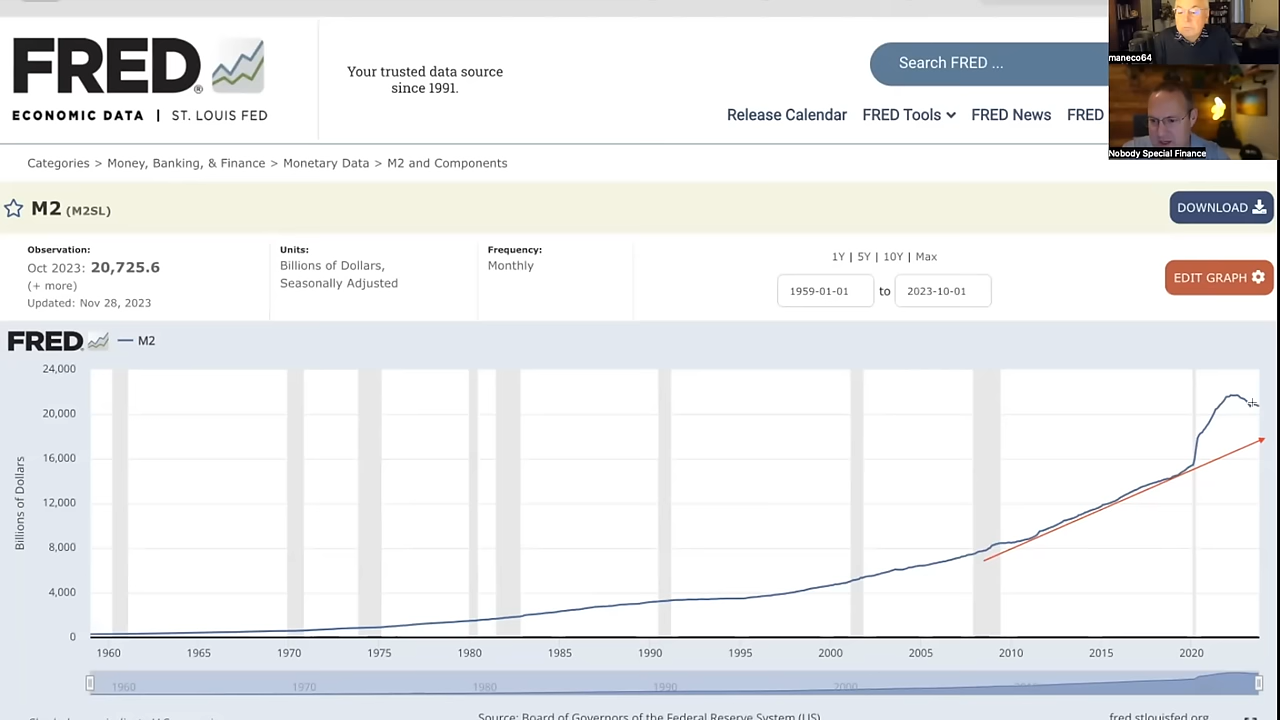 FRED®
ECONOMIC DATA | ST. LOUIS FED
Your trusted data source
since 1991.
Search FRED ...
Release Calendar FRED Tools FRED News FRED
maneco64
Nobody Special Finance
Categories > Money, Banking, & Finance > Monetary Data > M2 and Components
M2 (M2SL)
DOWNLOAD
Observation:
Oct 2023: 20,725.6
(+ more)
Updated: Nov 28, 2023
Units:
Billions of Dollars,
Seasonally Adjusted
Frequency:
Monthly
1Y | 5Y | 10Y | Max
1959-01-01 to 2023-10-01
EDIT GRAPH
FRED — M2
24,000
20,000
16,000
12,000
8,000
4,000
0
Billions of Dollars
1960 1965 1970 1975 1980 1985 1990 1995 2000 2005 2010 2015 2020
1960 1970 1980 1990 2000
Source: Board of Governors of the Federal Reserve System (US)
fred.stlouisfed.org